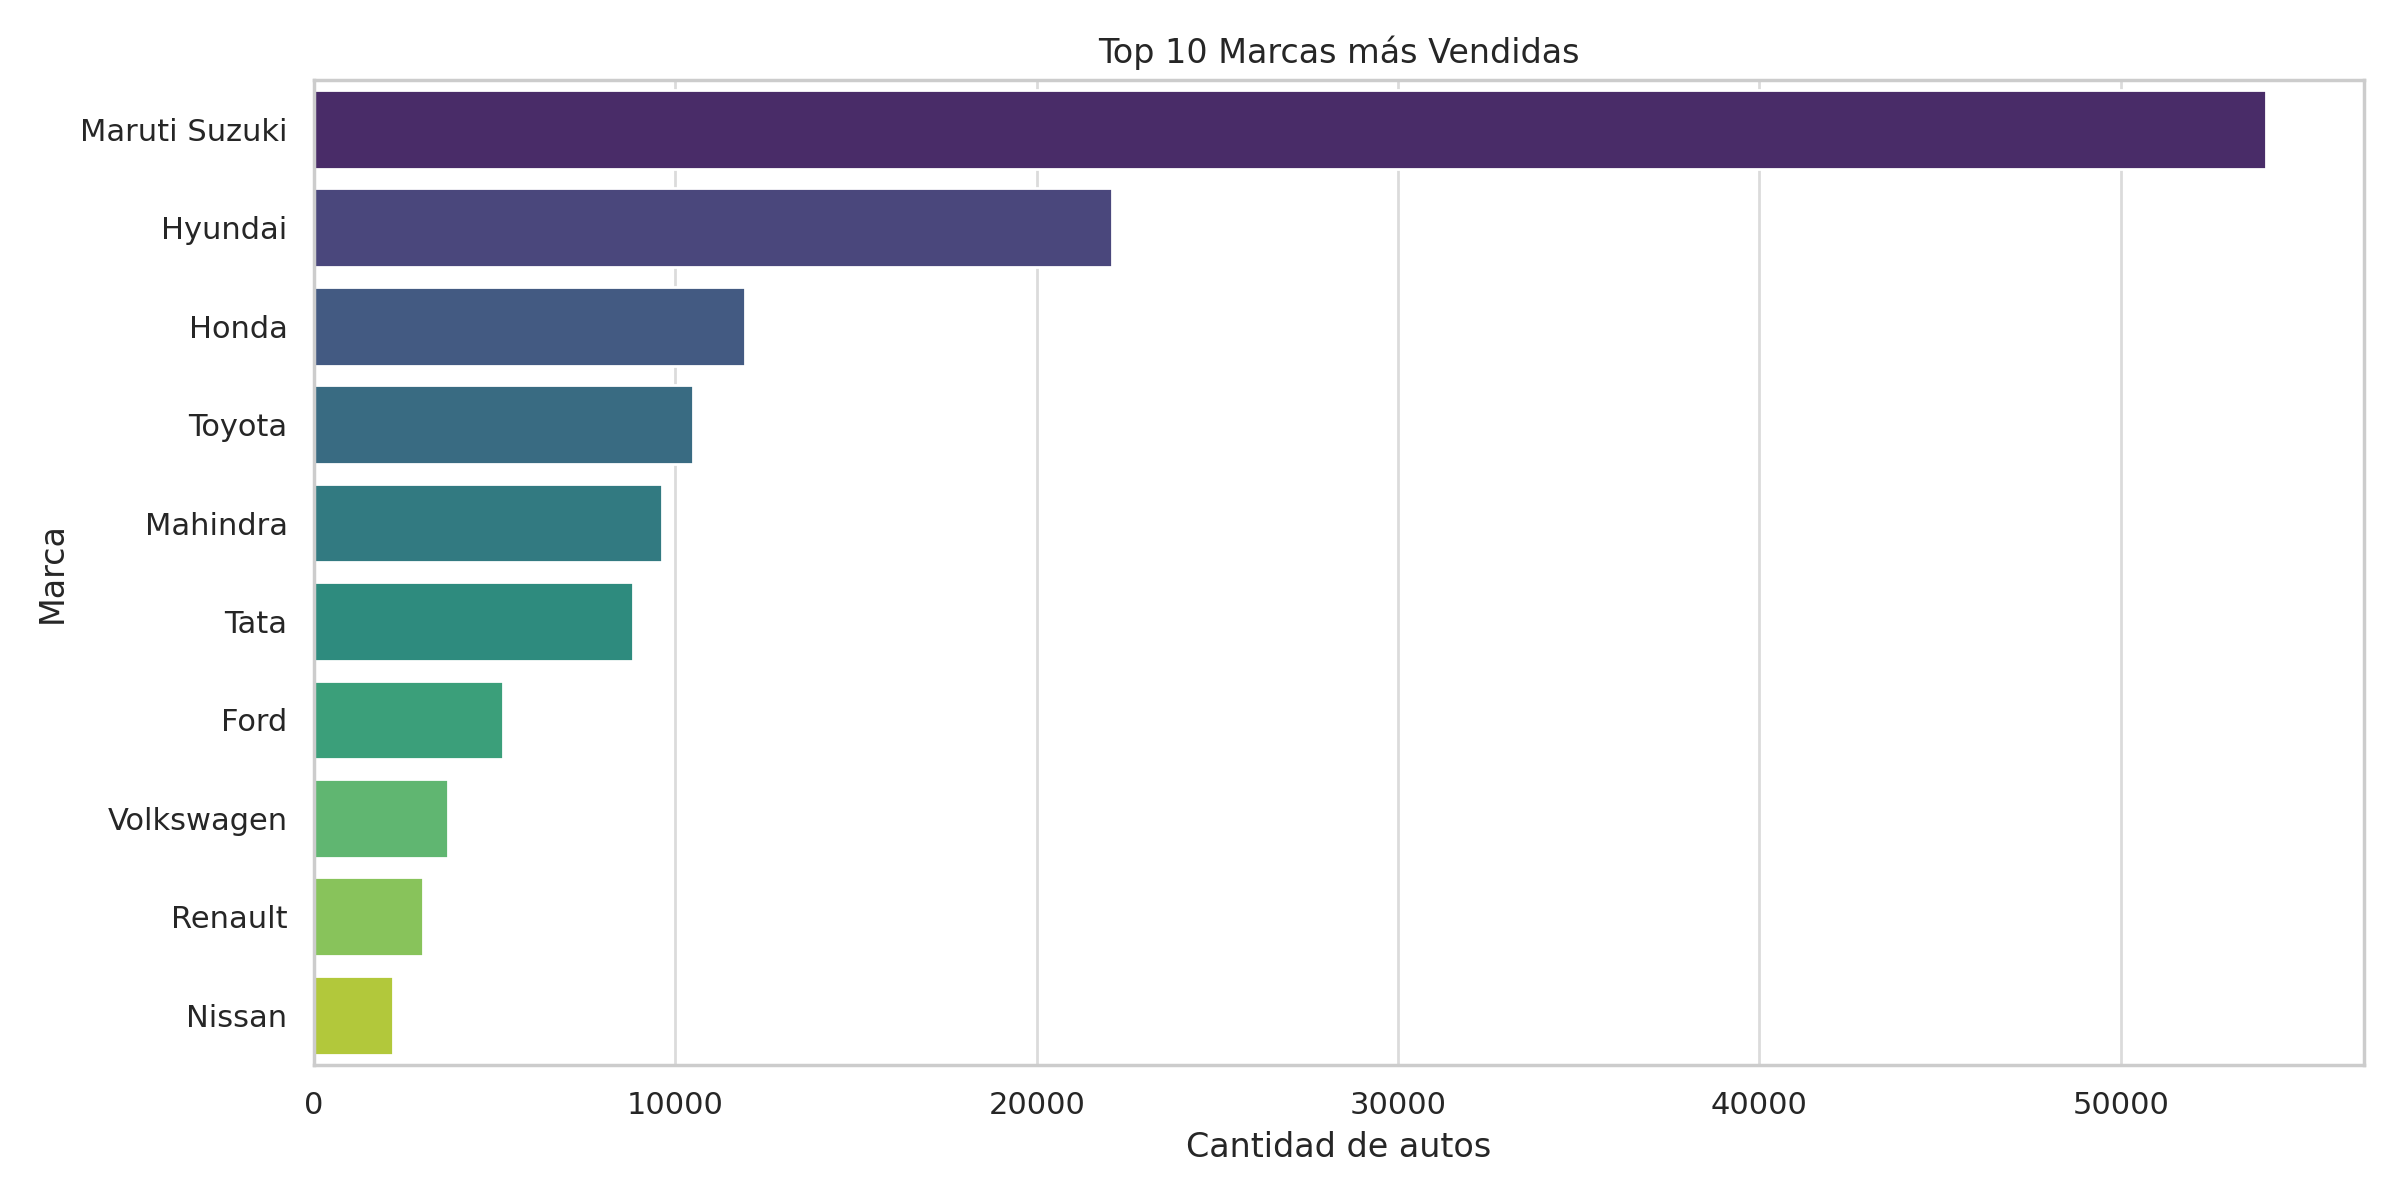 Top 10 Marcas más Vendidas
Marca
Maruti Suzuki
Hyundai
Honda
Toyota
Mahindra
Tata
Ford
Volkswagen
Renault
Nissan
0 10000 20000 30000 40000 50000
Cantidad de autos